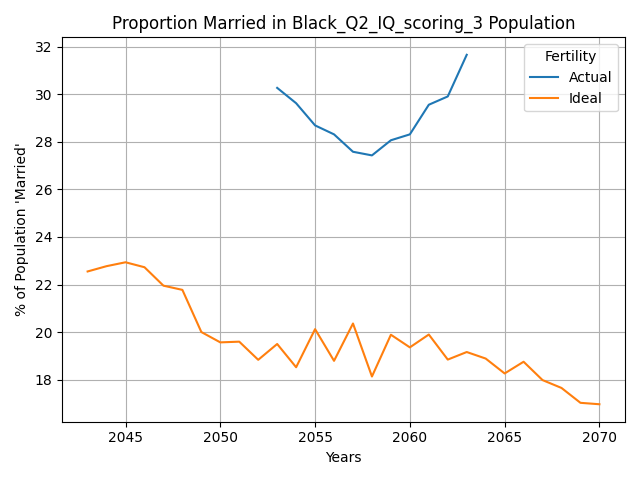 Proportion Married in Black_Q2_IQ_scoring_3 Population
Fertility
Actual
Ideal
% of Population 'Married'
32
30
28
26
24
22
20
18
2045 2050 2055 2060 2065 2070
Years